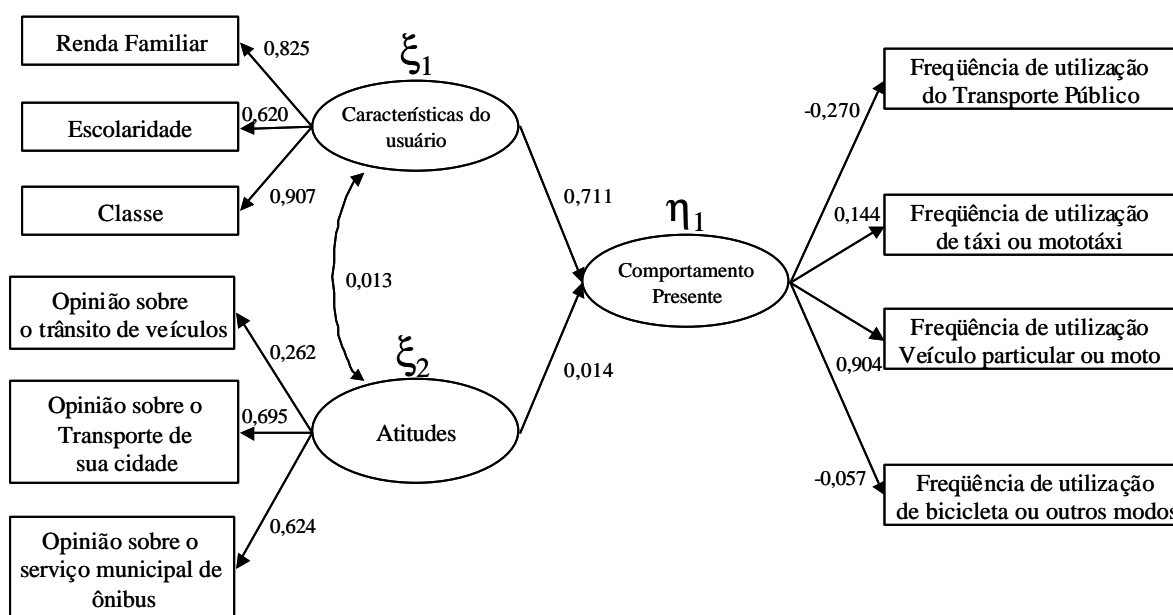 Renda Familiar
0,825
Escolaridade
0,620
Classe
0,907
ξ1
Características do
usuário
0,013
Opinião sobre
o trânsito de veículos
0,262
Opinião sobre o
Transporte de
sua cidade
0,695
Opinião sobre o
serviço municipal de
ônibus
0,624
ξ2
Atitudes
0,711
0,014
η1
Comportamento
Presente
-0,270
Freqüência de utilização
do Transporte Público
0,144
Freqüência de utilização
de táxi ou mototáxi
0,904
Freqüência de utilização
Veículo particular ou moto
-0,057
Freqüência de utilização
de bicicleta ou outros modos